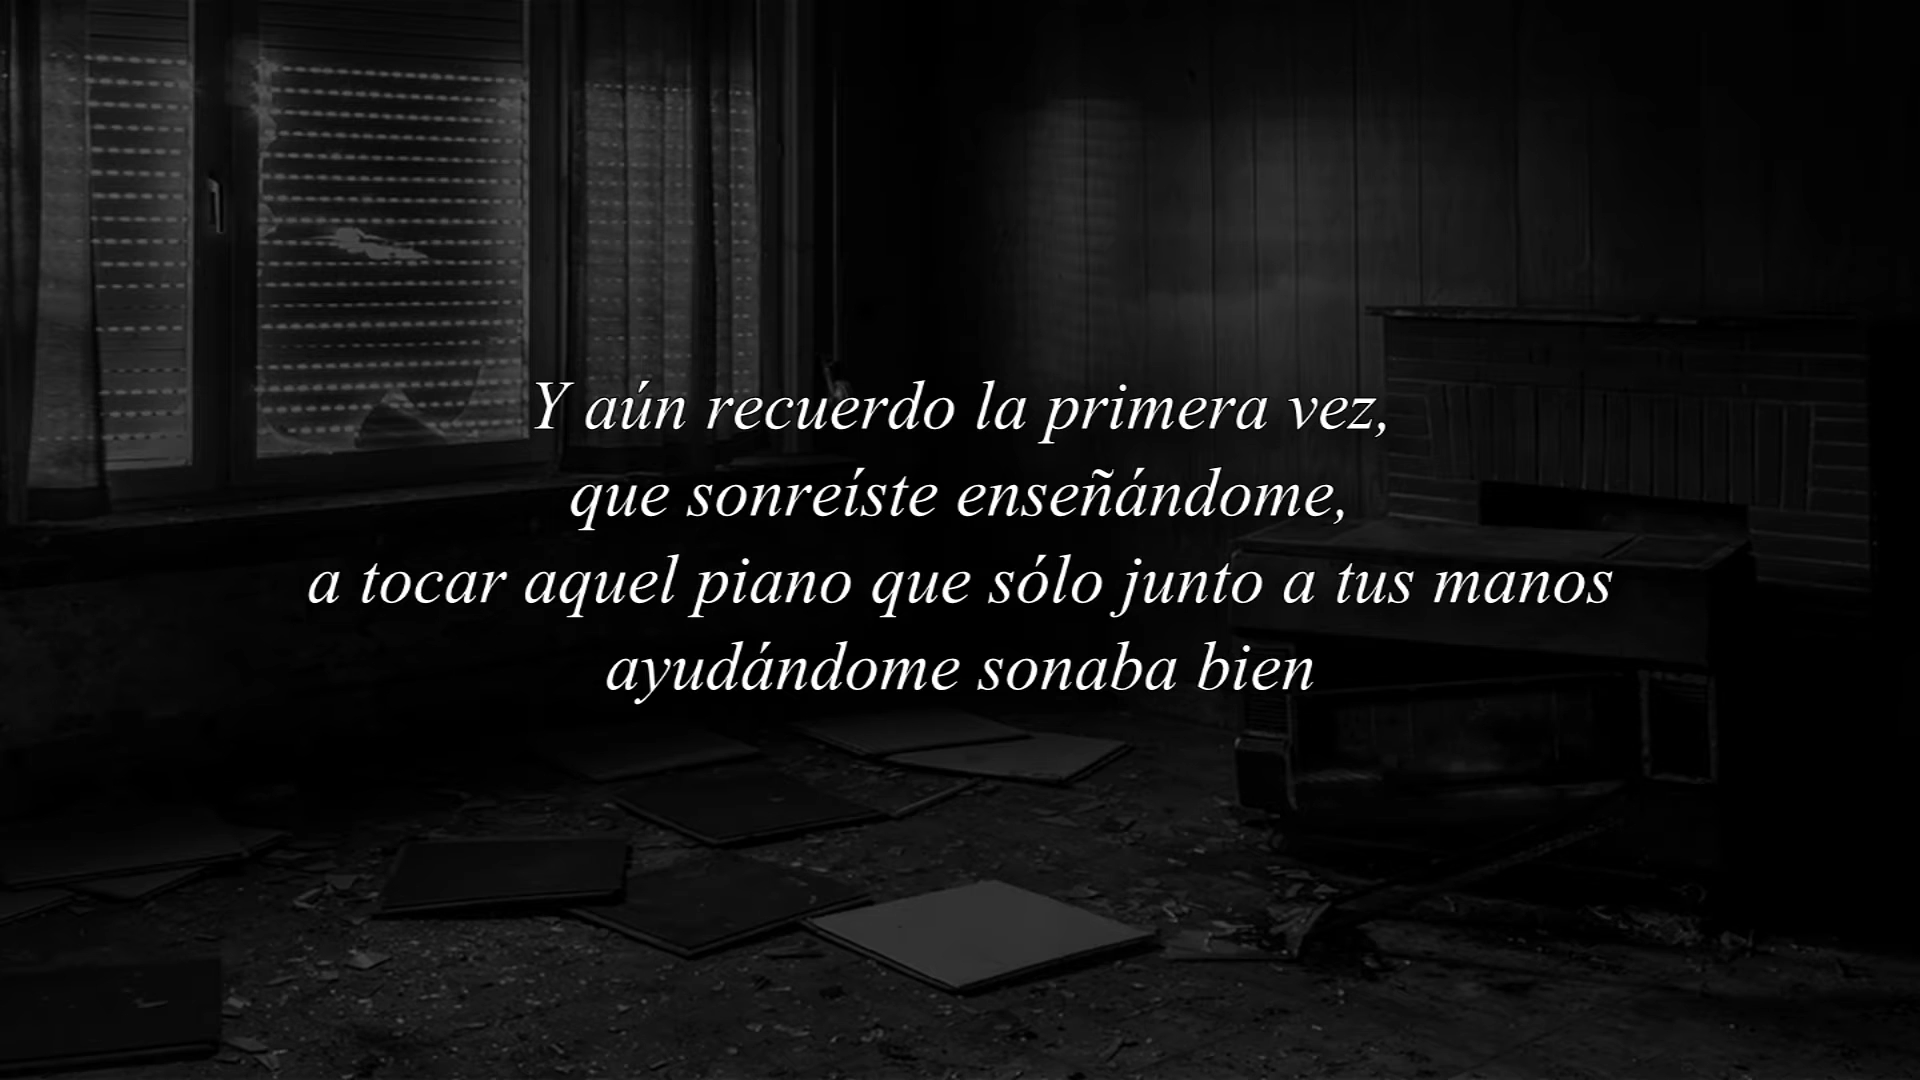 Y aún recuerdo la primera vez,
que sonreíste enseñándome,
a tocar aquel piano que sólo junto a tus manos
ayudándome sonaba bien